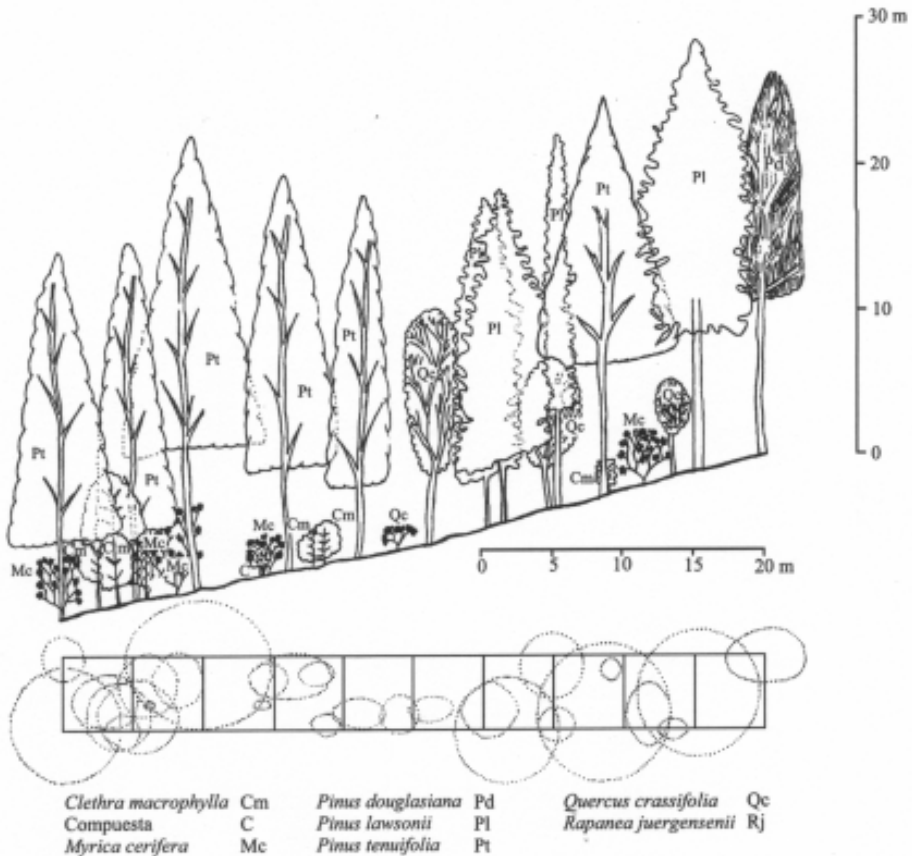 30 m
20
10
0
Pd
Pl
Pt
Pl
Pl
Pt
Pt
Pt
Qc
Pt
Pt
Qc
Qc
Mc
Cm
Mc
Cm
Mc
Mc
C
Mc
Cm
Cm
Qc
0 5 10 15 20 m
Clethra macrophylla Cm Pinus douglasiana Pd Quercus crassifolia Qc
Compuesta C Pinus lawsonii Pl Rapanea juergensenii Rj
Myrica cerifera Mc Pinus tenuifolia Pt